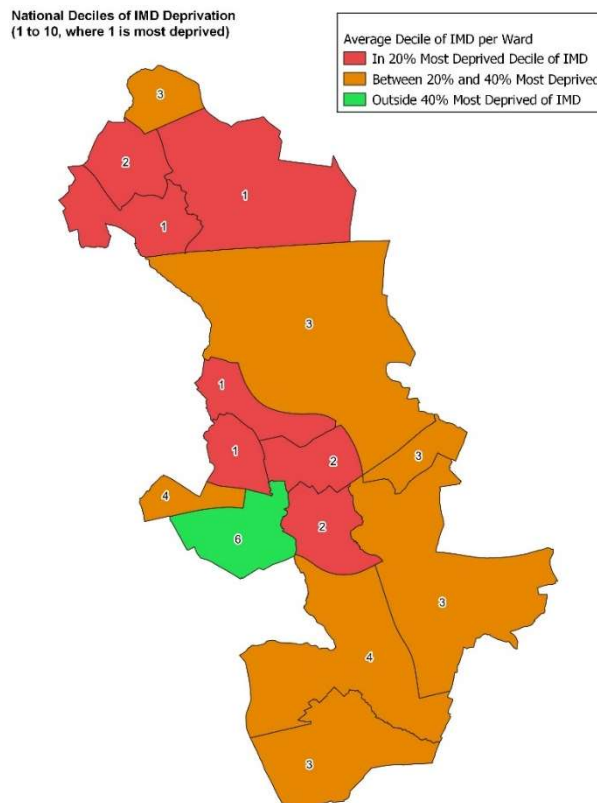 National Deciles of IMD Deprivation
(1 to 10, where 1 is most deprived)
Average Decile of IMD per Ward
In 20% Most Deprived Decile of IMD
Between 20% and 40% Most Deprived
Outside 40% Most Deprived of IMD
3
2
1
1
3
1
1
2
3
4
2
6
3
4
3